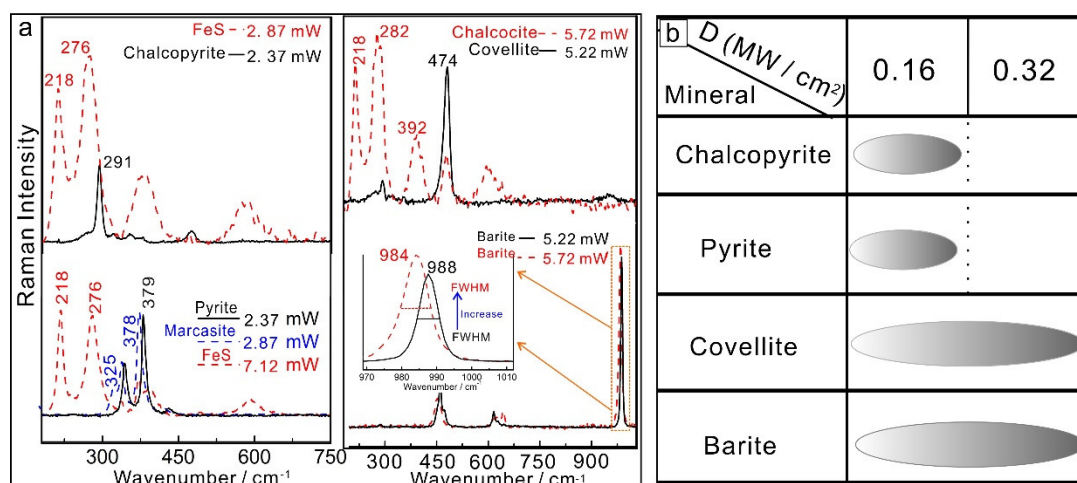 a
FeS - 2. 87 mW
Chalcopyrite — 2. 37 mW
276
218
291
Chalcocite - - 5.72 mW
Covellite — 5.22 mW
218
282
392
474
Raman Intensity
218
276
325
378
379
Pyrite
2.37 mW
Marcasite
2.87 mW
FeS
7.12 mW
Barite — 5.22 mW
Barite - - 5.72 mW
984
988
FWHM
Increase
FWHM
970 980 990 1000 1010
Wavenumber / cm-1
300 450 600 750
Wavenumber / cm-1
300 450 600 750 900
Wavenumber / cm-1
b
D (MW / cm2)
Mineral
0.16
0.32
Chalcopyrite
Pyrite
Covellite
Barite